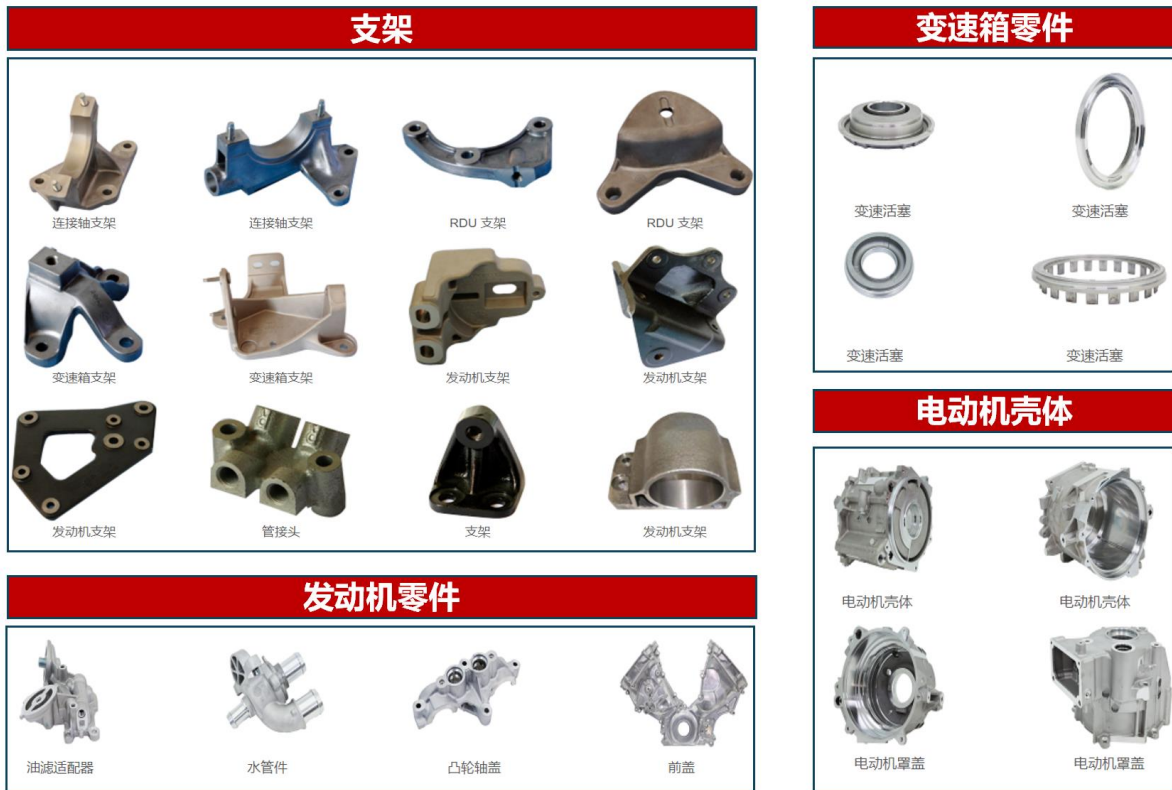 支架
连接轴支架
连接轴支架
RDU 支架
RDU 支架
变速箱支架
变速箱支架
发动机支架
发动机支架
发动机支架
管接头
支架
发动机支架
发动机零件
油滤适配器
水管件
凸轮轴盖
前盖
变速箱零件
变速活塞
变速活塞
变速活塞
变速活塞
电动机壳体
电动机壳体
电动机壳体
电动机罩盖
电动机罩盖